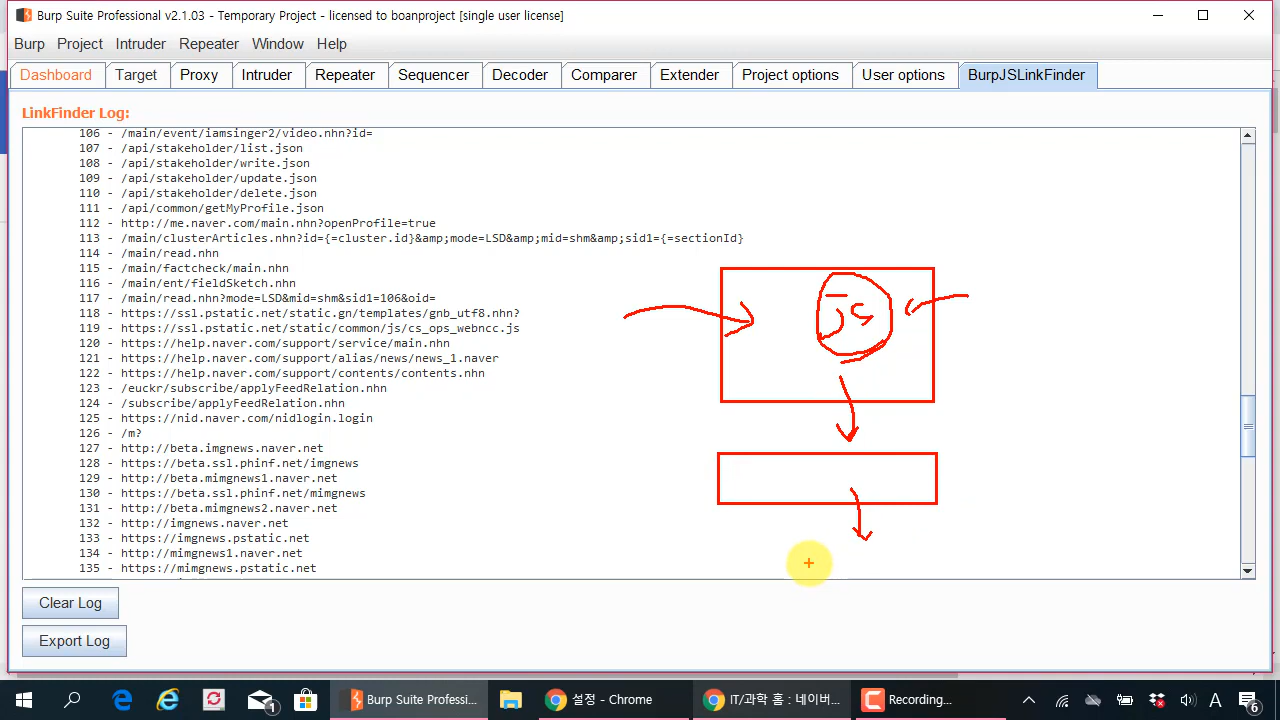 Burp Suite Professional v2.1.03 - Temporary Project - licensed to boanproject [single user license]
Burp Project Intruder Repeater Window Help
Dashboard Target Proxy Intruder Repeater Sequencer Decoder Comparer Extender Project options User options BurpJSLinkFinder
LinkFinder Log:
106 - /main/event/iamsinger2/video.nhn?id=
107 - /api/stakeholder/list.json
108 - /api/stakeholder/write.json
109 - /api/stakeholder/update.json
110 - /api/stakeholder/delete.json
111 - /api/common/getMyProfile.json
112 - http://me.naver.com/main.nhn?openProfile=true
113 - /main/clusterArticles.nhn?id={=cluster.id}&amp;mode=LSD&amp;mid=shm&amp;sid1={=sectionId}
114 - /main/read.nhn
115 - /main/factcheck/main.nhn
116 - /main/ent/fieldSketch.nhn
117 - /main/read.nhn?mode=LSD&mid=shm&sid1=106&oid=
118 - https://ssl.pstatic.net/static.gn/templates/gnb_utf8.nhn?
119 - https://ssl.pstatic.net/static/common/js/cs_ops_webncc.js
120 - https://help.naver.com/support/service/main.nhn
121 - https://help.naver.com/support/alias/news/news_1.naver
122 - https://help.naver.com/support/contents/contents.nhn
123 - /euckr/subscribe/applyFeedRelation.nhn
124 - /subscribe/applyFeedRelation.nhn
125 - https://nid.naver.com/nidlogin.login
126 - /m?
127 - http://beta.imgnews.naver.net
128 - https://beta.ssl.phinf.net/imgnews
129 - http://beta.mimgnews1.naver.net
130 - https://beta.ssl.phinf.net/mimgnews
131 - http://beta.mimgnews2.naver.net
132 - http://imgnews.naver.net
133 - https://imgnews.pstatic.net
134 - http://mimgnews1.naver.net
135 - https://mimgnews.pstatic.net
JS
Clear Log
Export Log
1 Burp Suite Professi... 설정 - Chrome IT/과학 홈 : 네이버... Recording... A 6